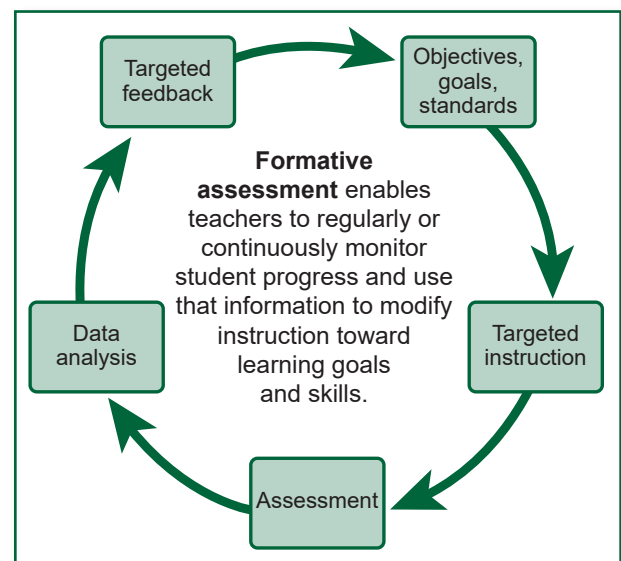 Targeted
feedback
Objectives,
goals,
standards
Formative
assessment enables
teachers to regularly or
continuously monitor
student progress and use
that information to modify
instruction toward
learning goals
and skills.
Data
analysis
Targeted
instruction
Assessment